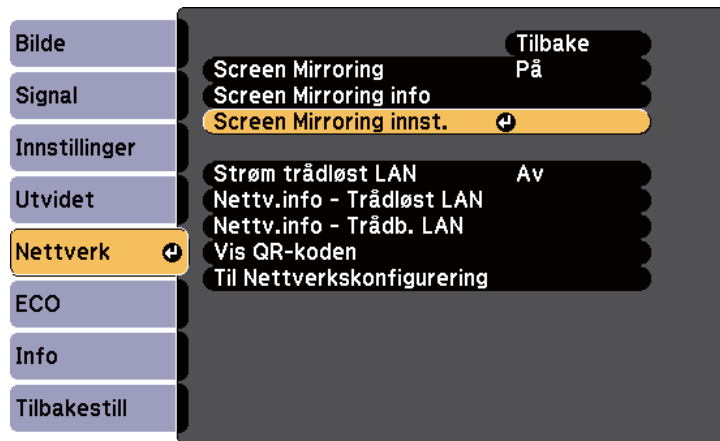 Bilde
Signal
Innstillinger
Utvidet
Nettverk
ECO
Info
Tilbakestill
Tilbake
Screen Mirroring På
Screen Mirroring info
Screen Mirroring innst.
Strøm trådløst LAN Av
Nettv.info - Trådløst LAN
Nettv.info - Trådb. LAN
Vis QR-koden
Til Nettverkskonfigurering